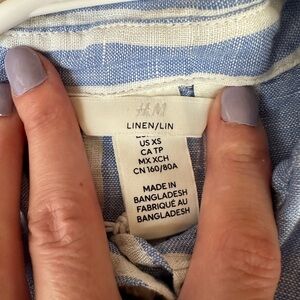 H&M
LINEN/LIN
US XS
CA TP
MX XCH
CN 160/80A
MADE IN
BANGLADESH
FABRIQUÉ AU
BANGLADESH